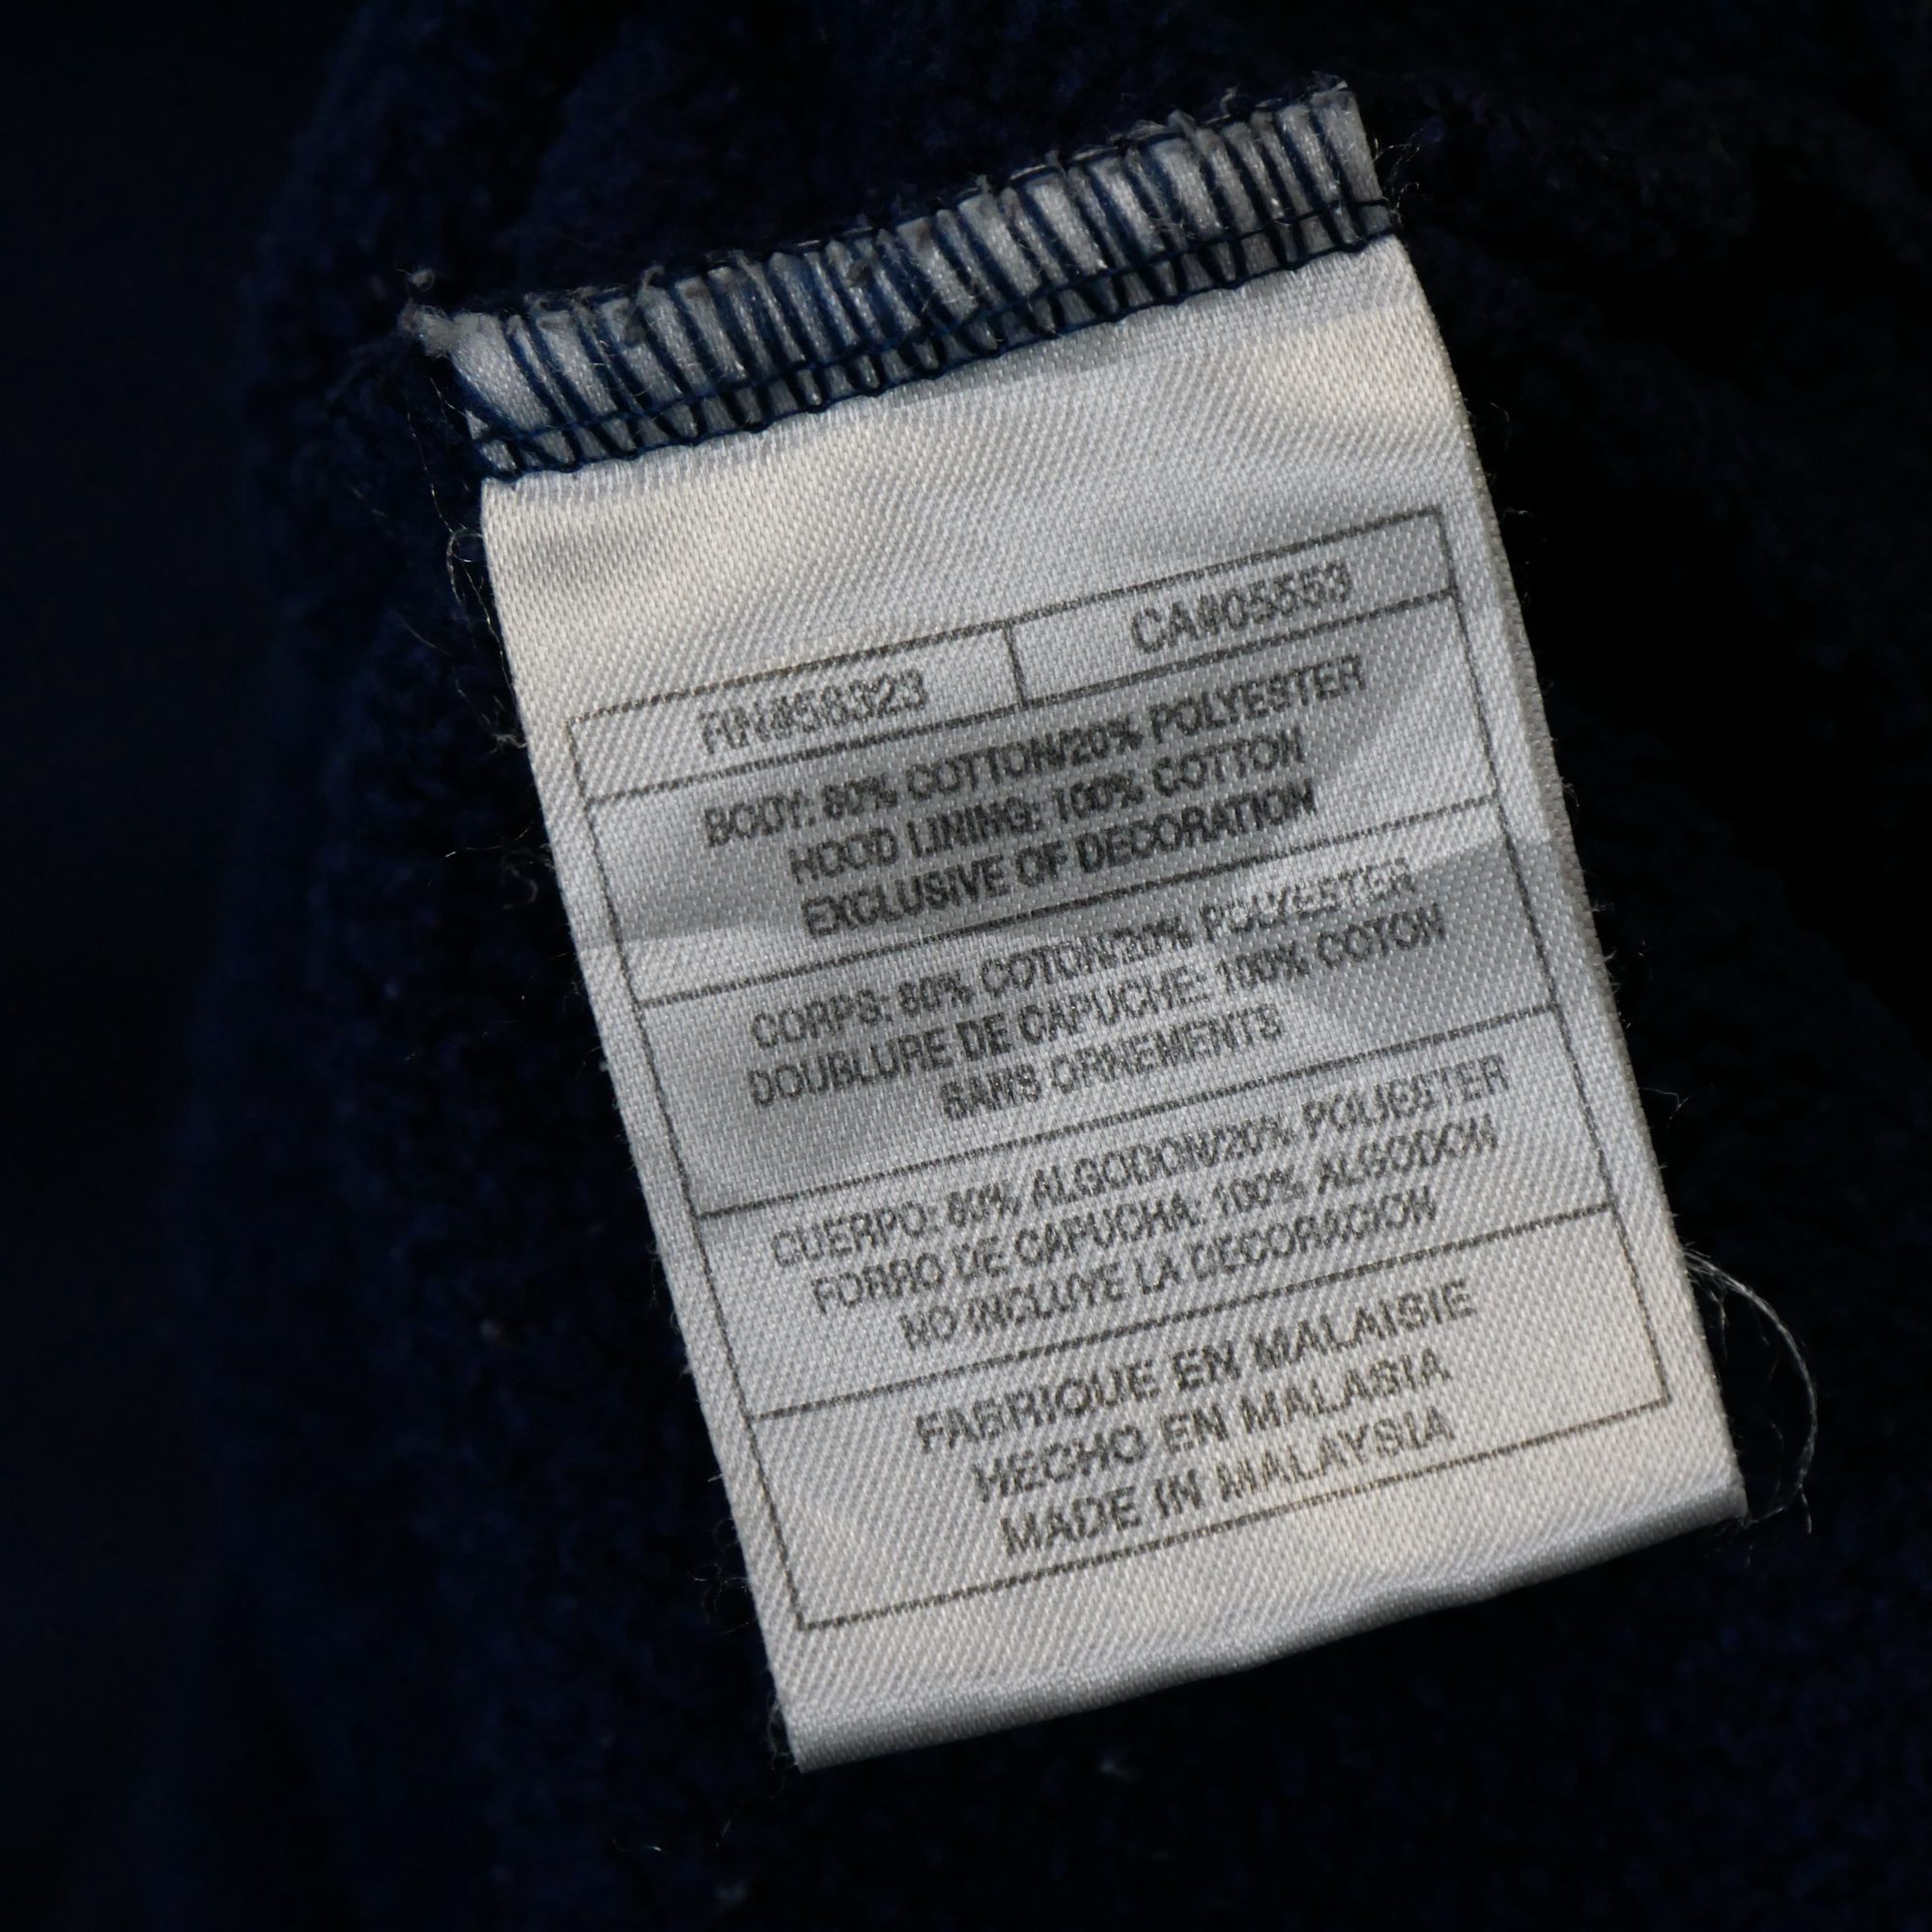 RN#56323 CA#05553
BODY: 80% COTTON/20% POLYESTER
HOOD LINING: 100% COTTON
EXCLUSIVE OF DECORATION
CORPS: 80% COTON/20% POLYESTER
DOUBLURE DE CAPUCHE: 100% COTON
SANS ORNEMENTS
CUERPO: 80% ALGODON/20% POLIESTER
FORRO DE CAPUCHA: 100% ALGODON
NO INCLUYE LA DECORACION
FABRIQUE EN MALAISIE
HECHO EN MALASIA
MADE IN MALAYSIA